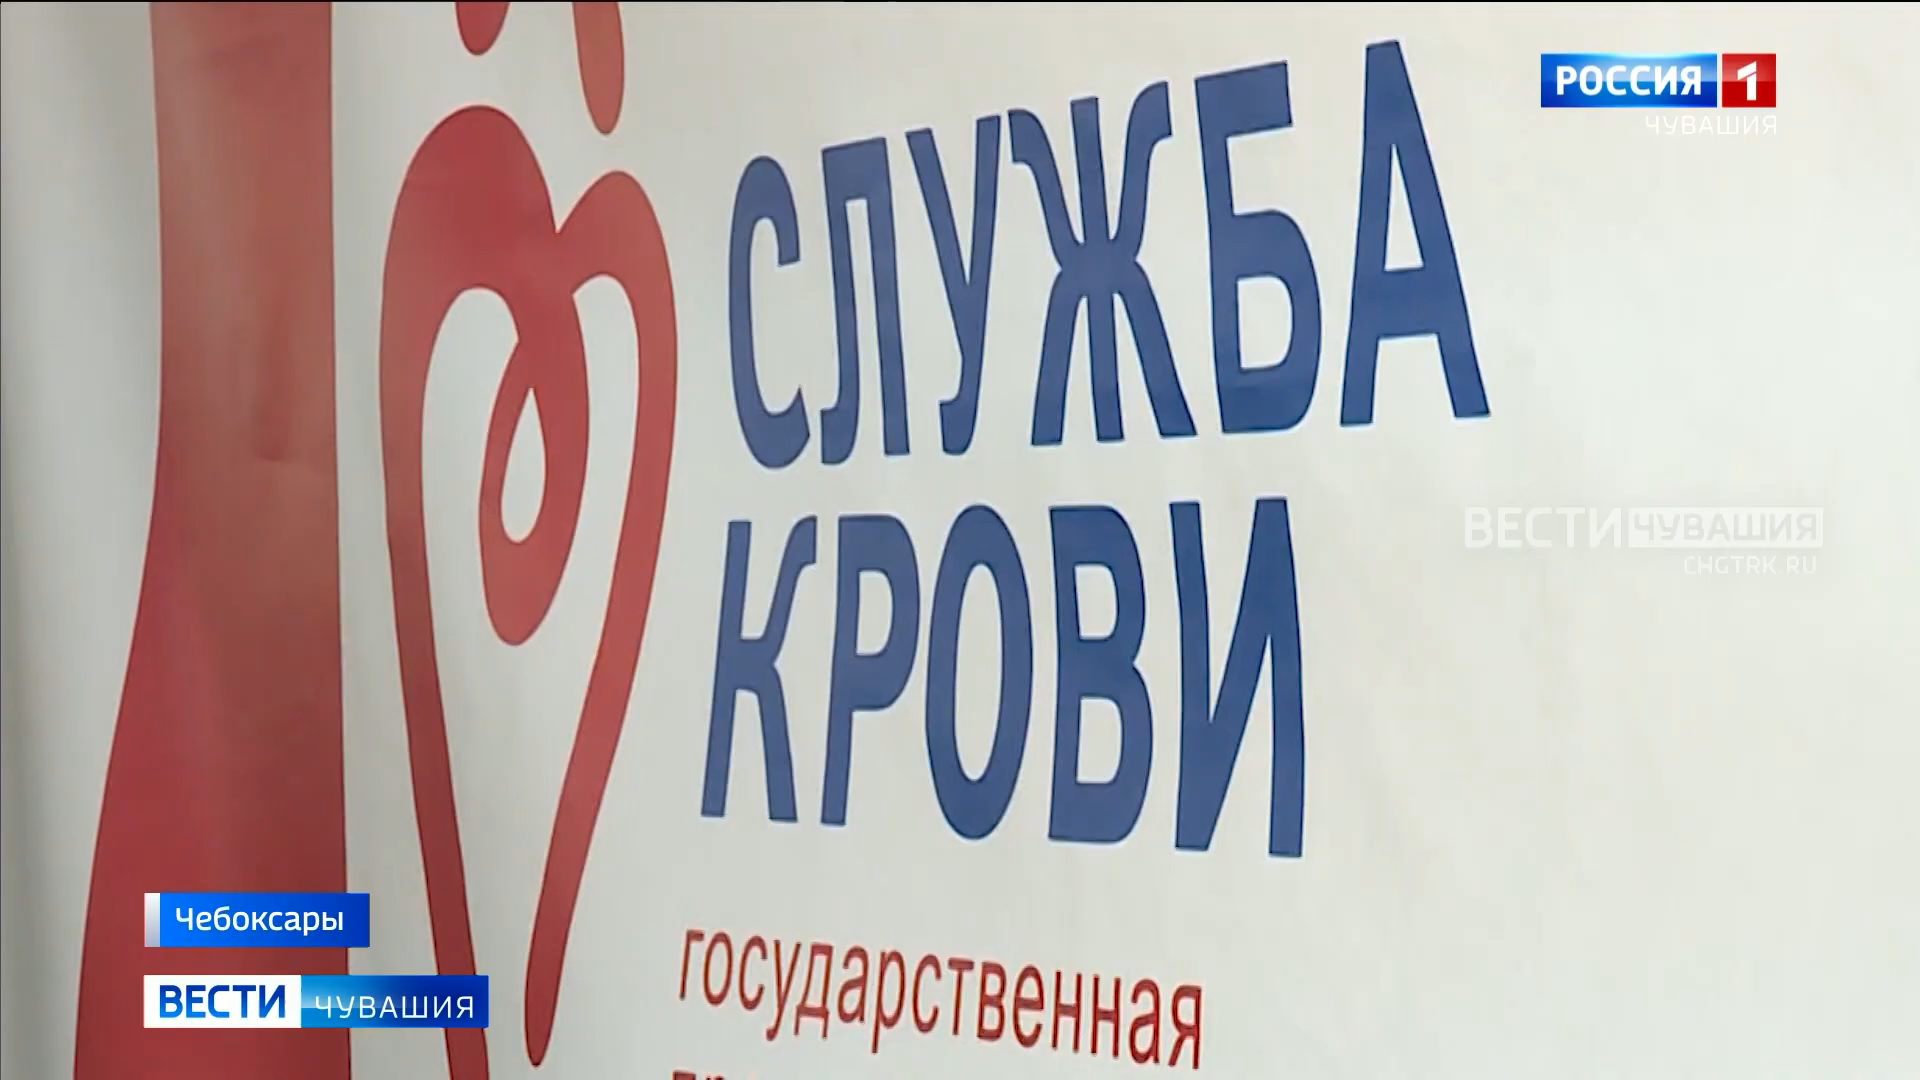 РОССИЯ 1
ЧУВАШИЯ
СЛУЖБА
КРОВИ
ВЕСТИ ЧУВАШИЯ
CHGTRK.RU
государственная
Чебоксары
ВЕСТИ ЧУВАШИЯ